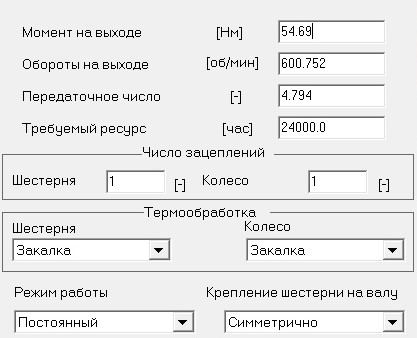 Момент на выходе [Нм] 54.69
Обороты на выходе [об/мин] 600.752
Передаточное число [-] 4.794
Требуемый ресурс [час] 24000.0
Число зацеплений
Шестерня 1 [-] Колесо 1 [-]
Термообработка
Шестерня Колесо
Закалка Закалка
Режим работы Крепление шестерни на валу
Постоянный Симметрично